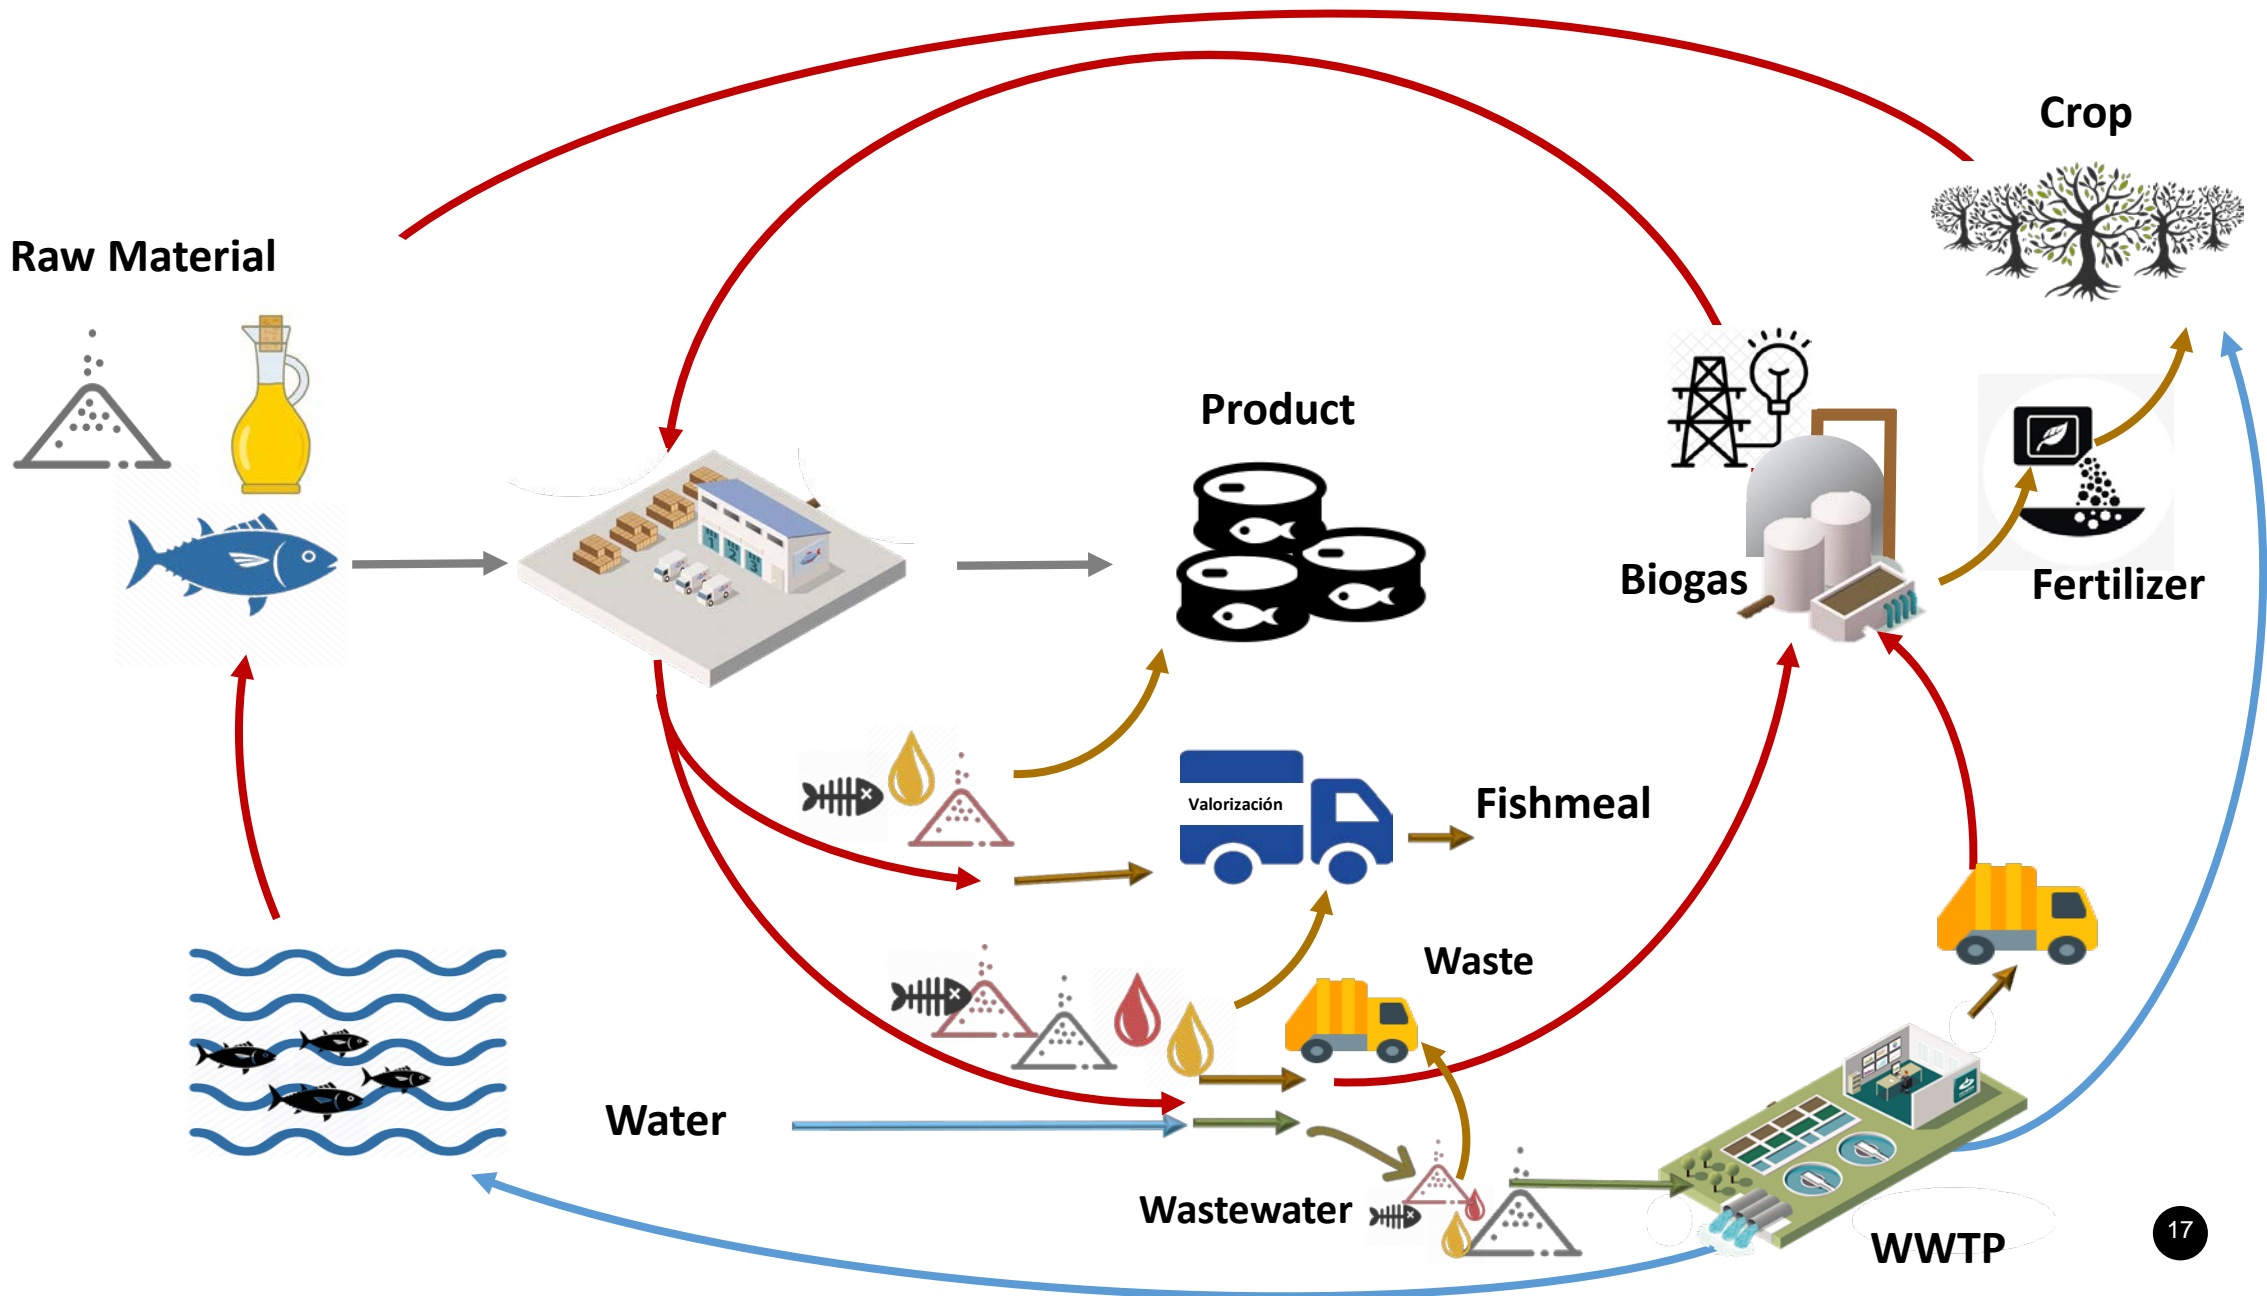 Crop
Raw Material
Product
Biogas
Fertilizer
Valorización
Fishmeal
Waste
Water
Wastewater
WWTP
17